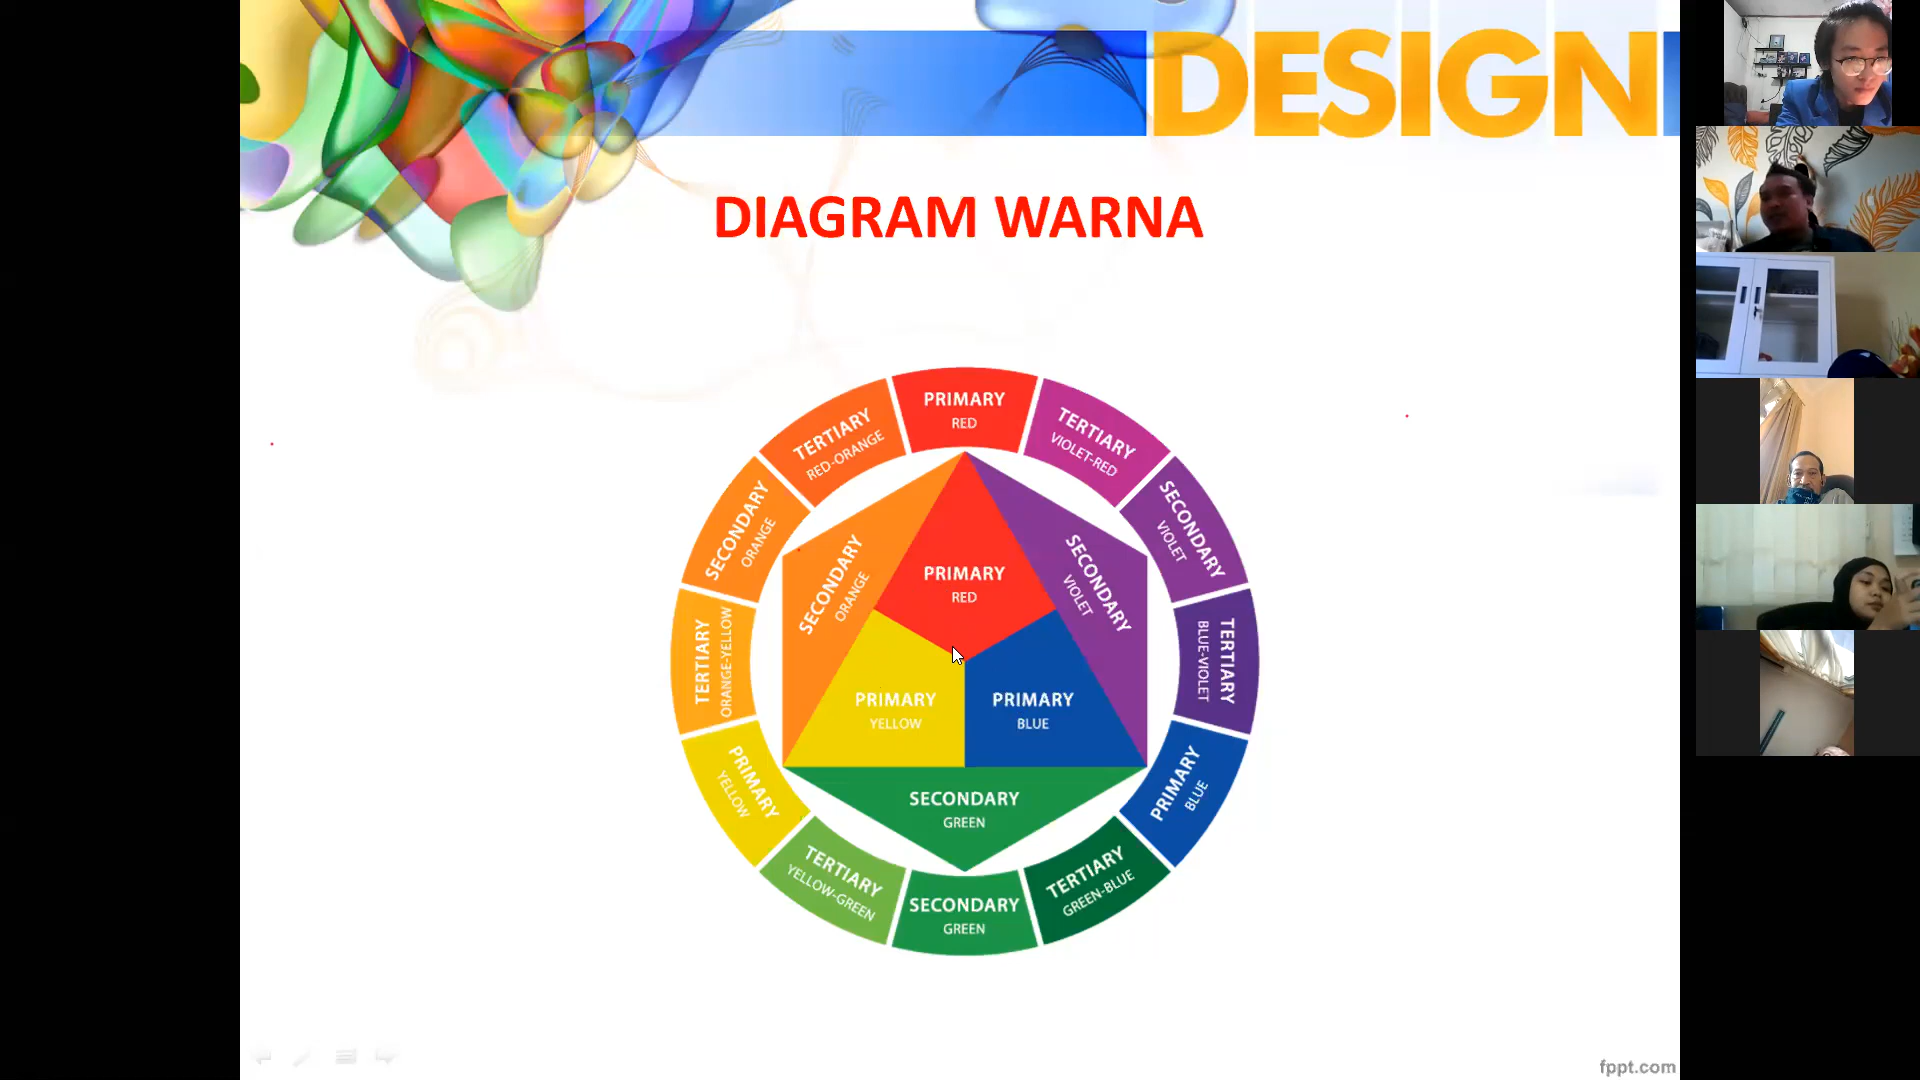 DESIGN
DIAGRAM WARNA
PRIMARY
RED
TERTIARY
VIOLET-RED
SECONDARY
VIOLET
TERTIARY
BLUE-VIOLET
PRIMARY
BLUE
TERTIARY
GREEN-BLUE
SECONDARY
GREEN
TERTIARY
YELLOW-GREEN
PRIMARY
YELLOW
TERTIARY
ORANGE-YELLOW
SECONDARY
ORANGE
TERTIARY
RED-ORANGE
SECONDARY
ORANGE
PRIMARY
RED
SECONDARY
VIOLET
PRIMARY
YELLOW
PRIMARY
BLUE
SECONDARY
GREEN
fppt.com